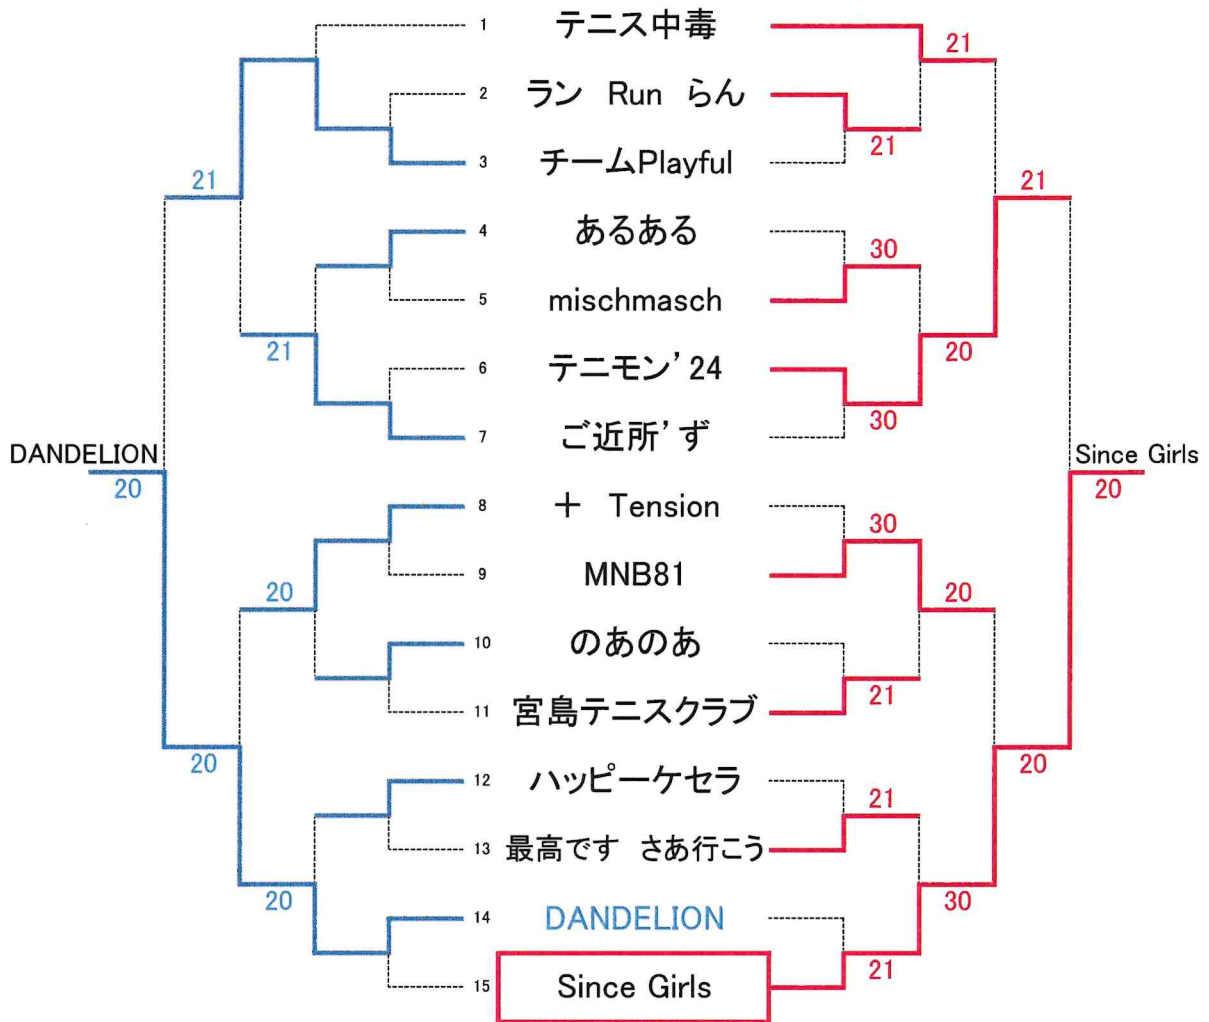 1 テニス中毒 21
2 ラン Run らん
21
3 チームPlayful
21 21
4 あるある 30
5 mischmasch
21 20
6 テニモン’24
30
7 ご近所’ず
DANDELION Since Girls
20 20
8 ＋ Tension 30
9 MNB81
20 20
10 のあのあ
11 宮島テニスクラブ 21
20 20
12 ハッピーケセラ 21
13 最高です さあ行こう
20 30
14 DANDELION
21
15 Since Girls